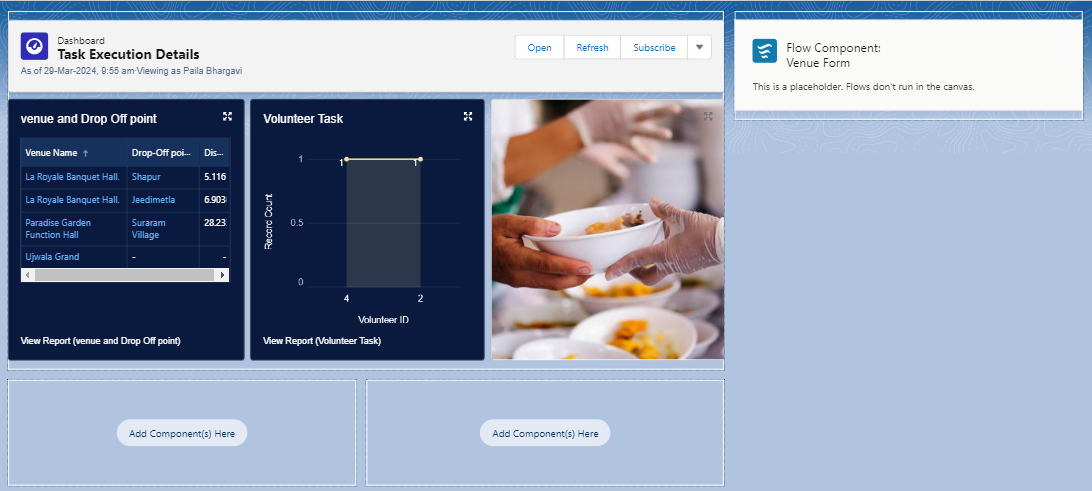 Dashboard
Task Execution Details
As of 29-Mar-2024, 9:55 am·Viewing as Paila Bhargavi
Open
Refresh
Subscribe
Flow Component:
Venue Form
This is a placeholder. Flows don't run in the canvas.
venue and Drop Off point
Venue Name ↑ Drop-Off poi... Dis...
La Royale Banquet Hall. Shapur 5.116
La Royale Banquet Hall. Jeedimetla 6.903
Paradise Garden Function Hall Suraram Village 28.23
Ujwala Grand - -
View Report (venue and Drop Off point)
Volunteer Task
Record Count
1
0.5
0
1 1
4 2
Volunteer ID
View Report (Volunteer Task)
Add Component(s) Here
Add Component(s) Here